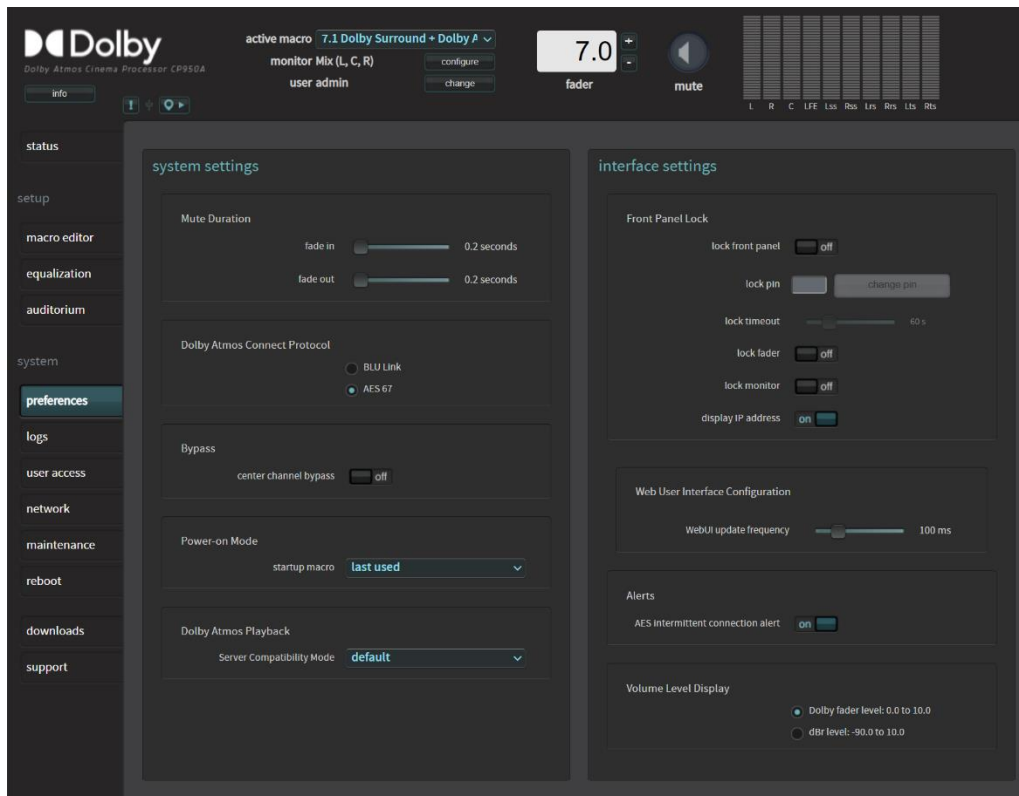 Dolby
Dolby Atmos Cinema Processor CP950A
info
active macro 7.1 Dolby Surround + Dolby A
monitor Mix (L, C, R) configure
user admin change
7.0 + -
fader
mute
L R C LFE Lss Rss Lrs Rrs Lts Rts
status
setup
macro editor
equalization
auditorium
system
preferences
logs
user access
network
maintenance
reboot
downloads
support
system settings
Mute Duration
fade in 0.2 seconds
fade out 0.2 seconds
Dolby Atmos Connect Protocol
BLU Link
AES 67
Bypass
center channel bypass off
Power-on Mode
startup macro last used
Dolby Atmos Playback
Server Compatibility Mode default
interface settings
Front Panel Lock
lock front panel off
lock pin change pin
lock timeout 60 s
lock fader off
lock monitor off
display IP address on
Web User Interface Configuration
WebUI update frequency 100 ms
Alerts
AES intermittent connection alert on
Volume Level Display
Dolby fader level: 0.0 to 10.0
dBr level: -90.0 to 10.0